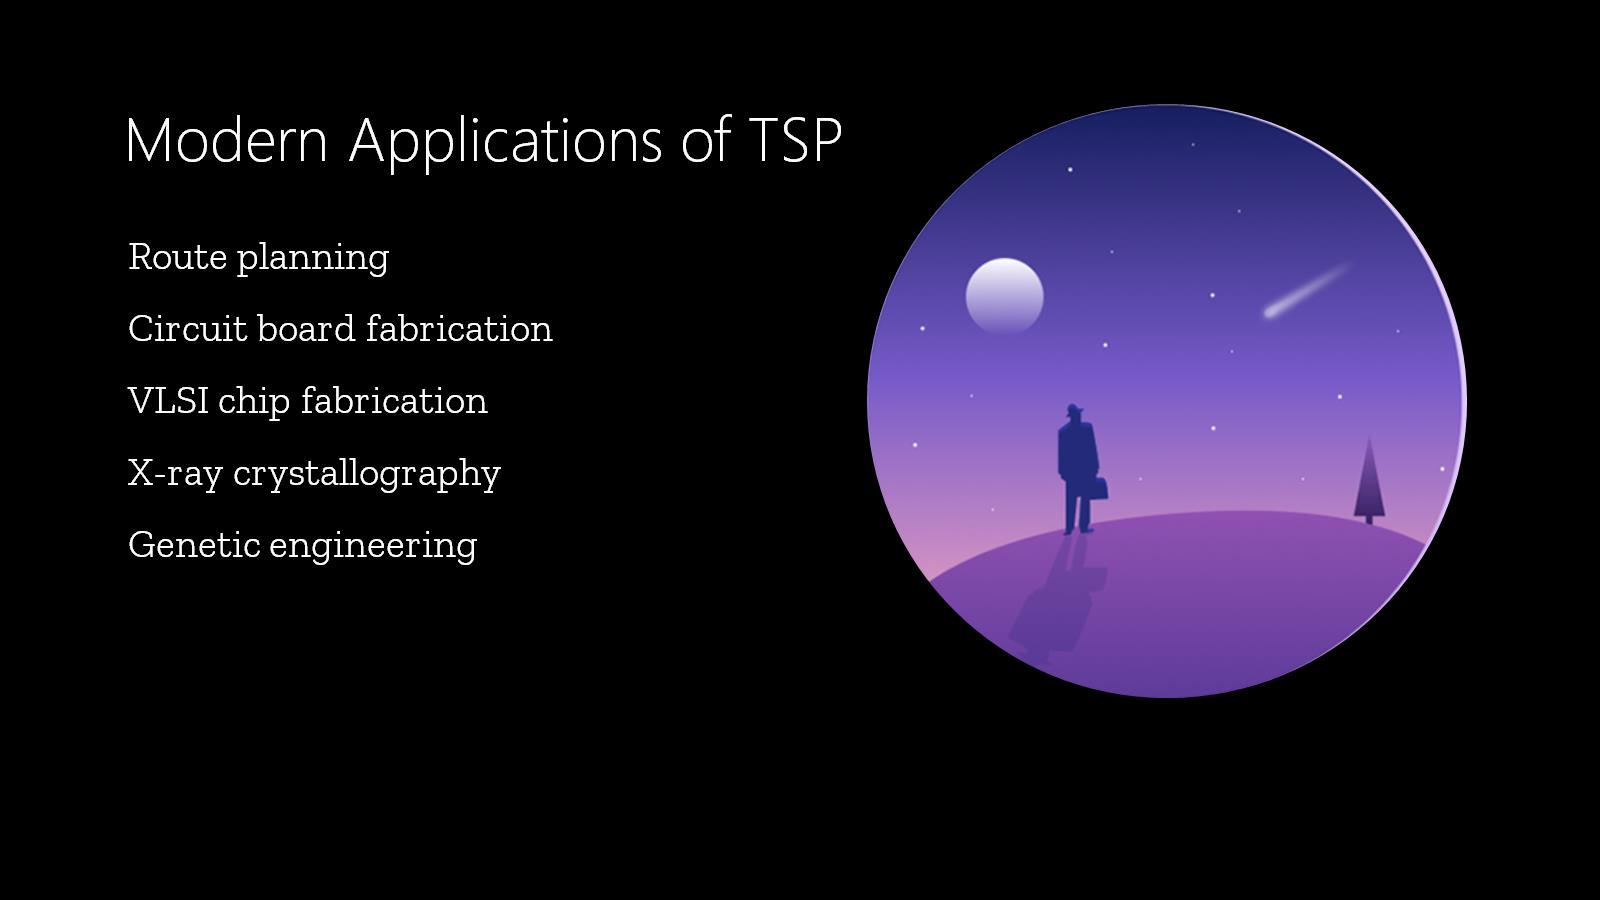 Modern Applications of TSP
Route planning
Circuit board fabrication
VLSI chip fabrication
X-ray crystallography
Genetic engineering